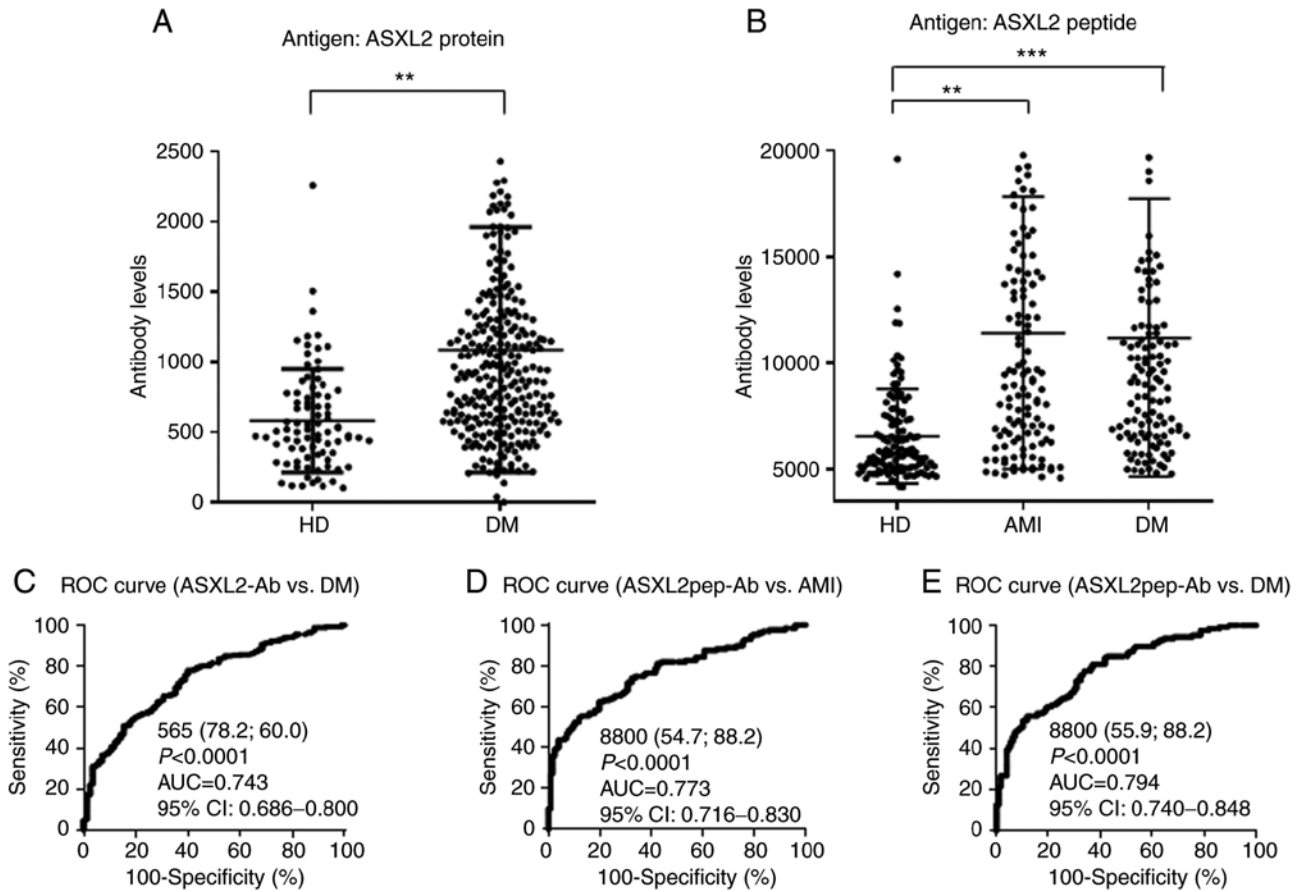 A
Antigen: ASXL2 protein
**
Antibody levels
2500
2000
1500
1000
500
0
HD
DM
B
Antigen: ASXL2 peptide
***
**
Antibody levels
20000
15000
10000
5000
HD
AMI
DM
C
ROC curve (ASXL2-Ab vs. DM)
Sensitivity (%)
100
80
60
40
20
0
565 (78.2; 60.0)
P<0.0001
AUC=0.743
95% CI: 0.686–0.800
0 20 40 60 80 100
100-Specificity (%)
D
ROC curve (ASXL2pep-Ab vs. AMI)
Sensitivity (%)
100
80
60
40
20
0
8800 (54.7; 88.2)
P<0.0001
AUC=0.773
95% CI: 0.716–0.830
0 20 40 60 80 100
100-Specificity (%)
E
ROC curve (ASXL2pep-Ab vs. DM)
Sensitivity (%)
100
80
60
40
20
0
8800 (55.9; 88.2)
P<0.0001
AUC=0.794
95% CI: 0.740–0.848
0 20 40 60 80 100
100-Specificity (%)